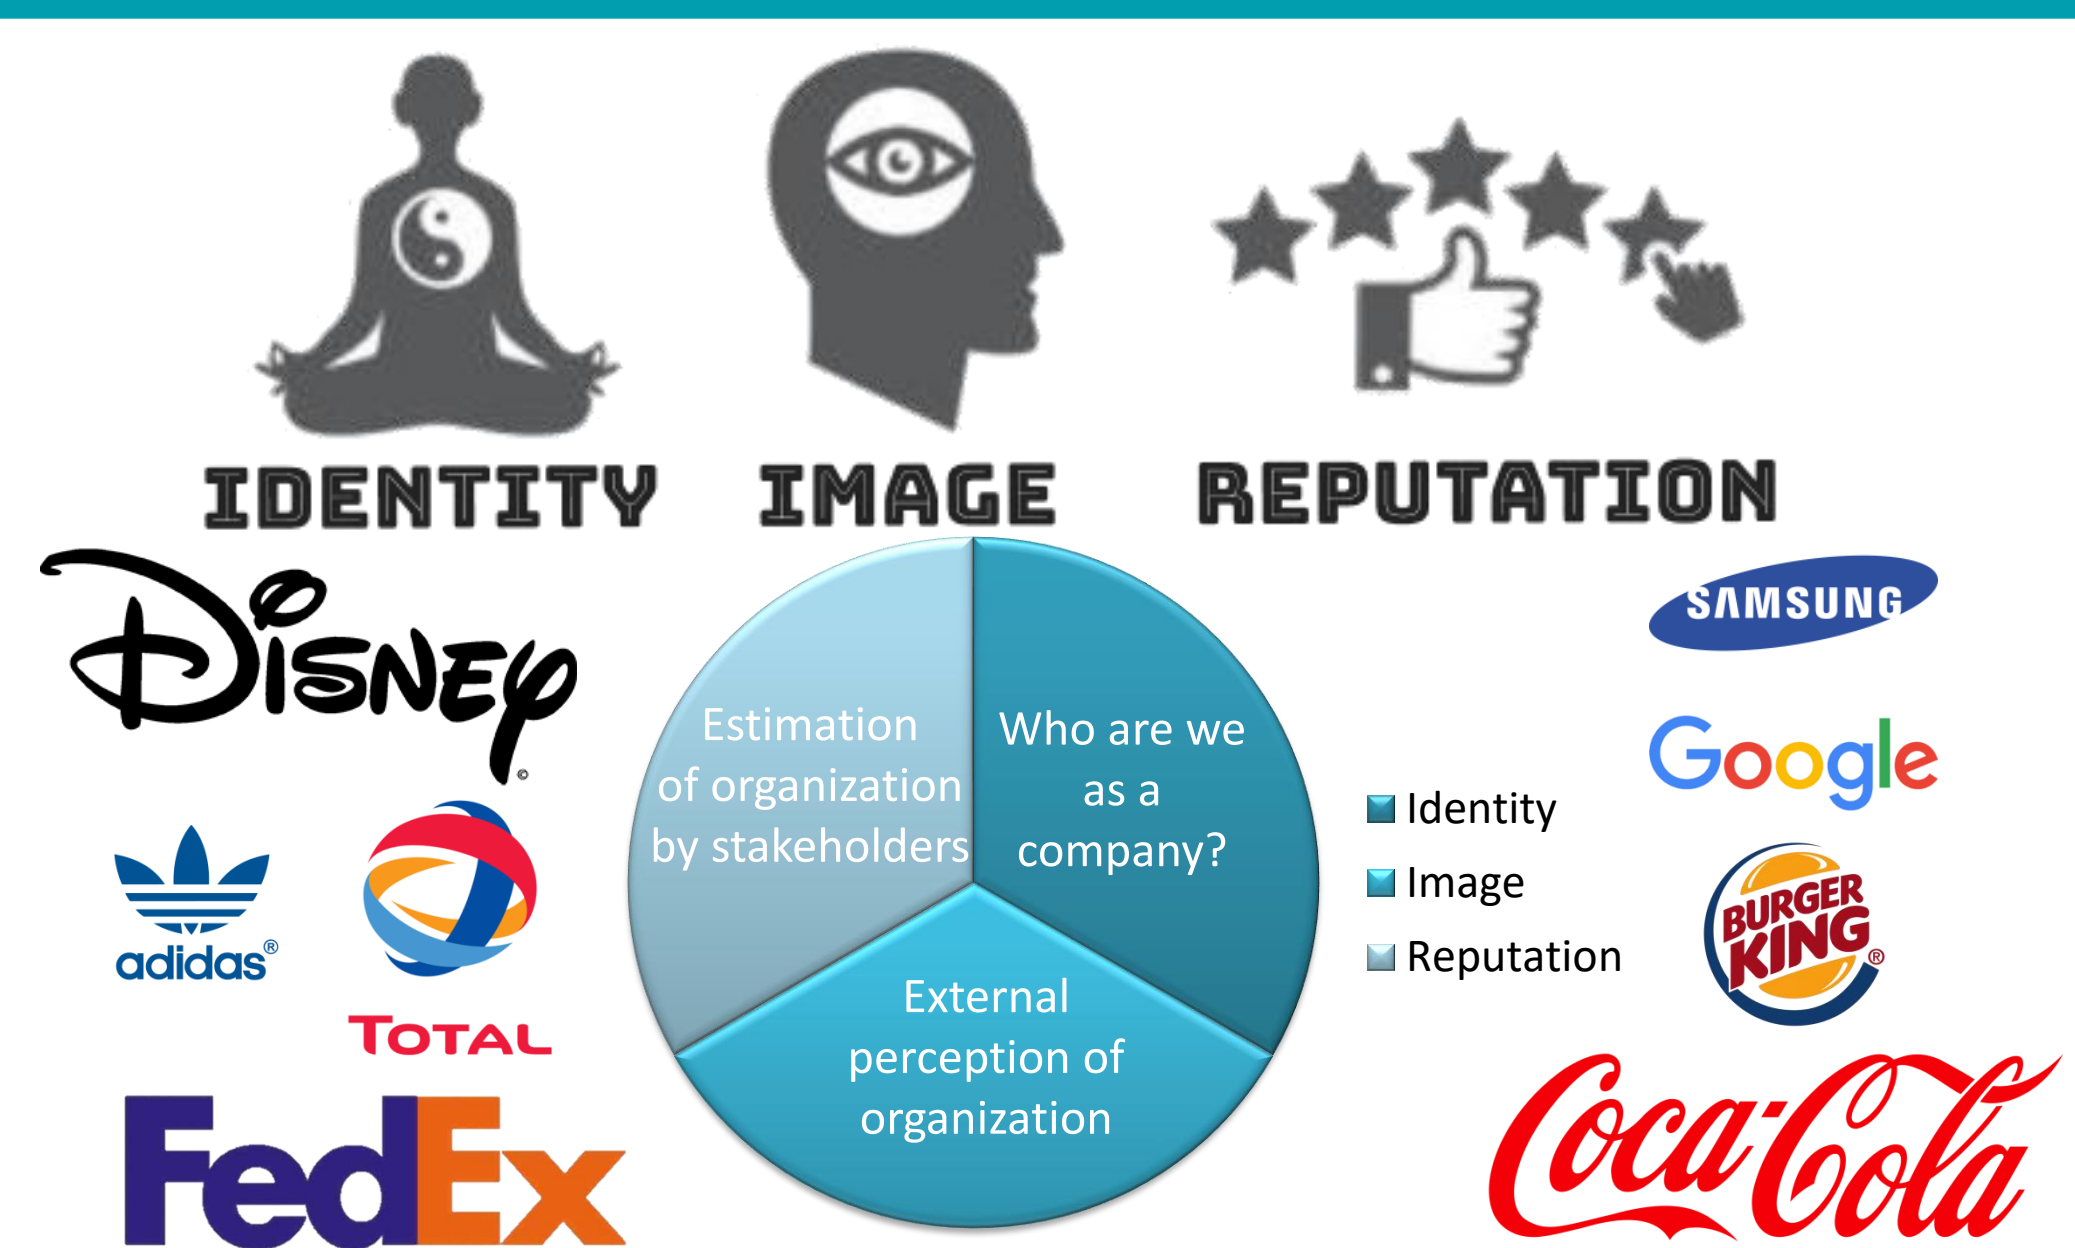 IDENTITY
IMAGE
REPUTATION
DISNEY
©
adidas®
TOTAL
FedEx
Estimation
of organization
by stakeholders
Who are we
as a
company?
External
perception of
organization
Identity
Image
Reputation
SAMSUNG
Google
BURGER
KING®
Coca-Cola